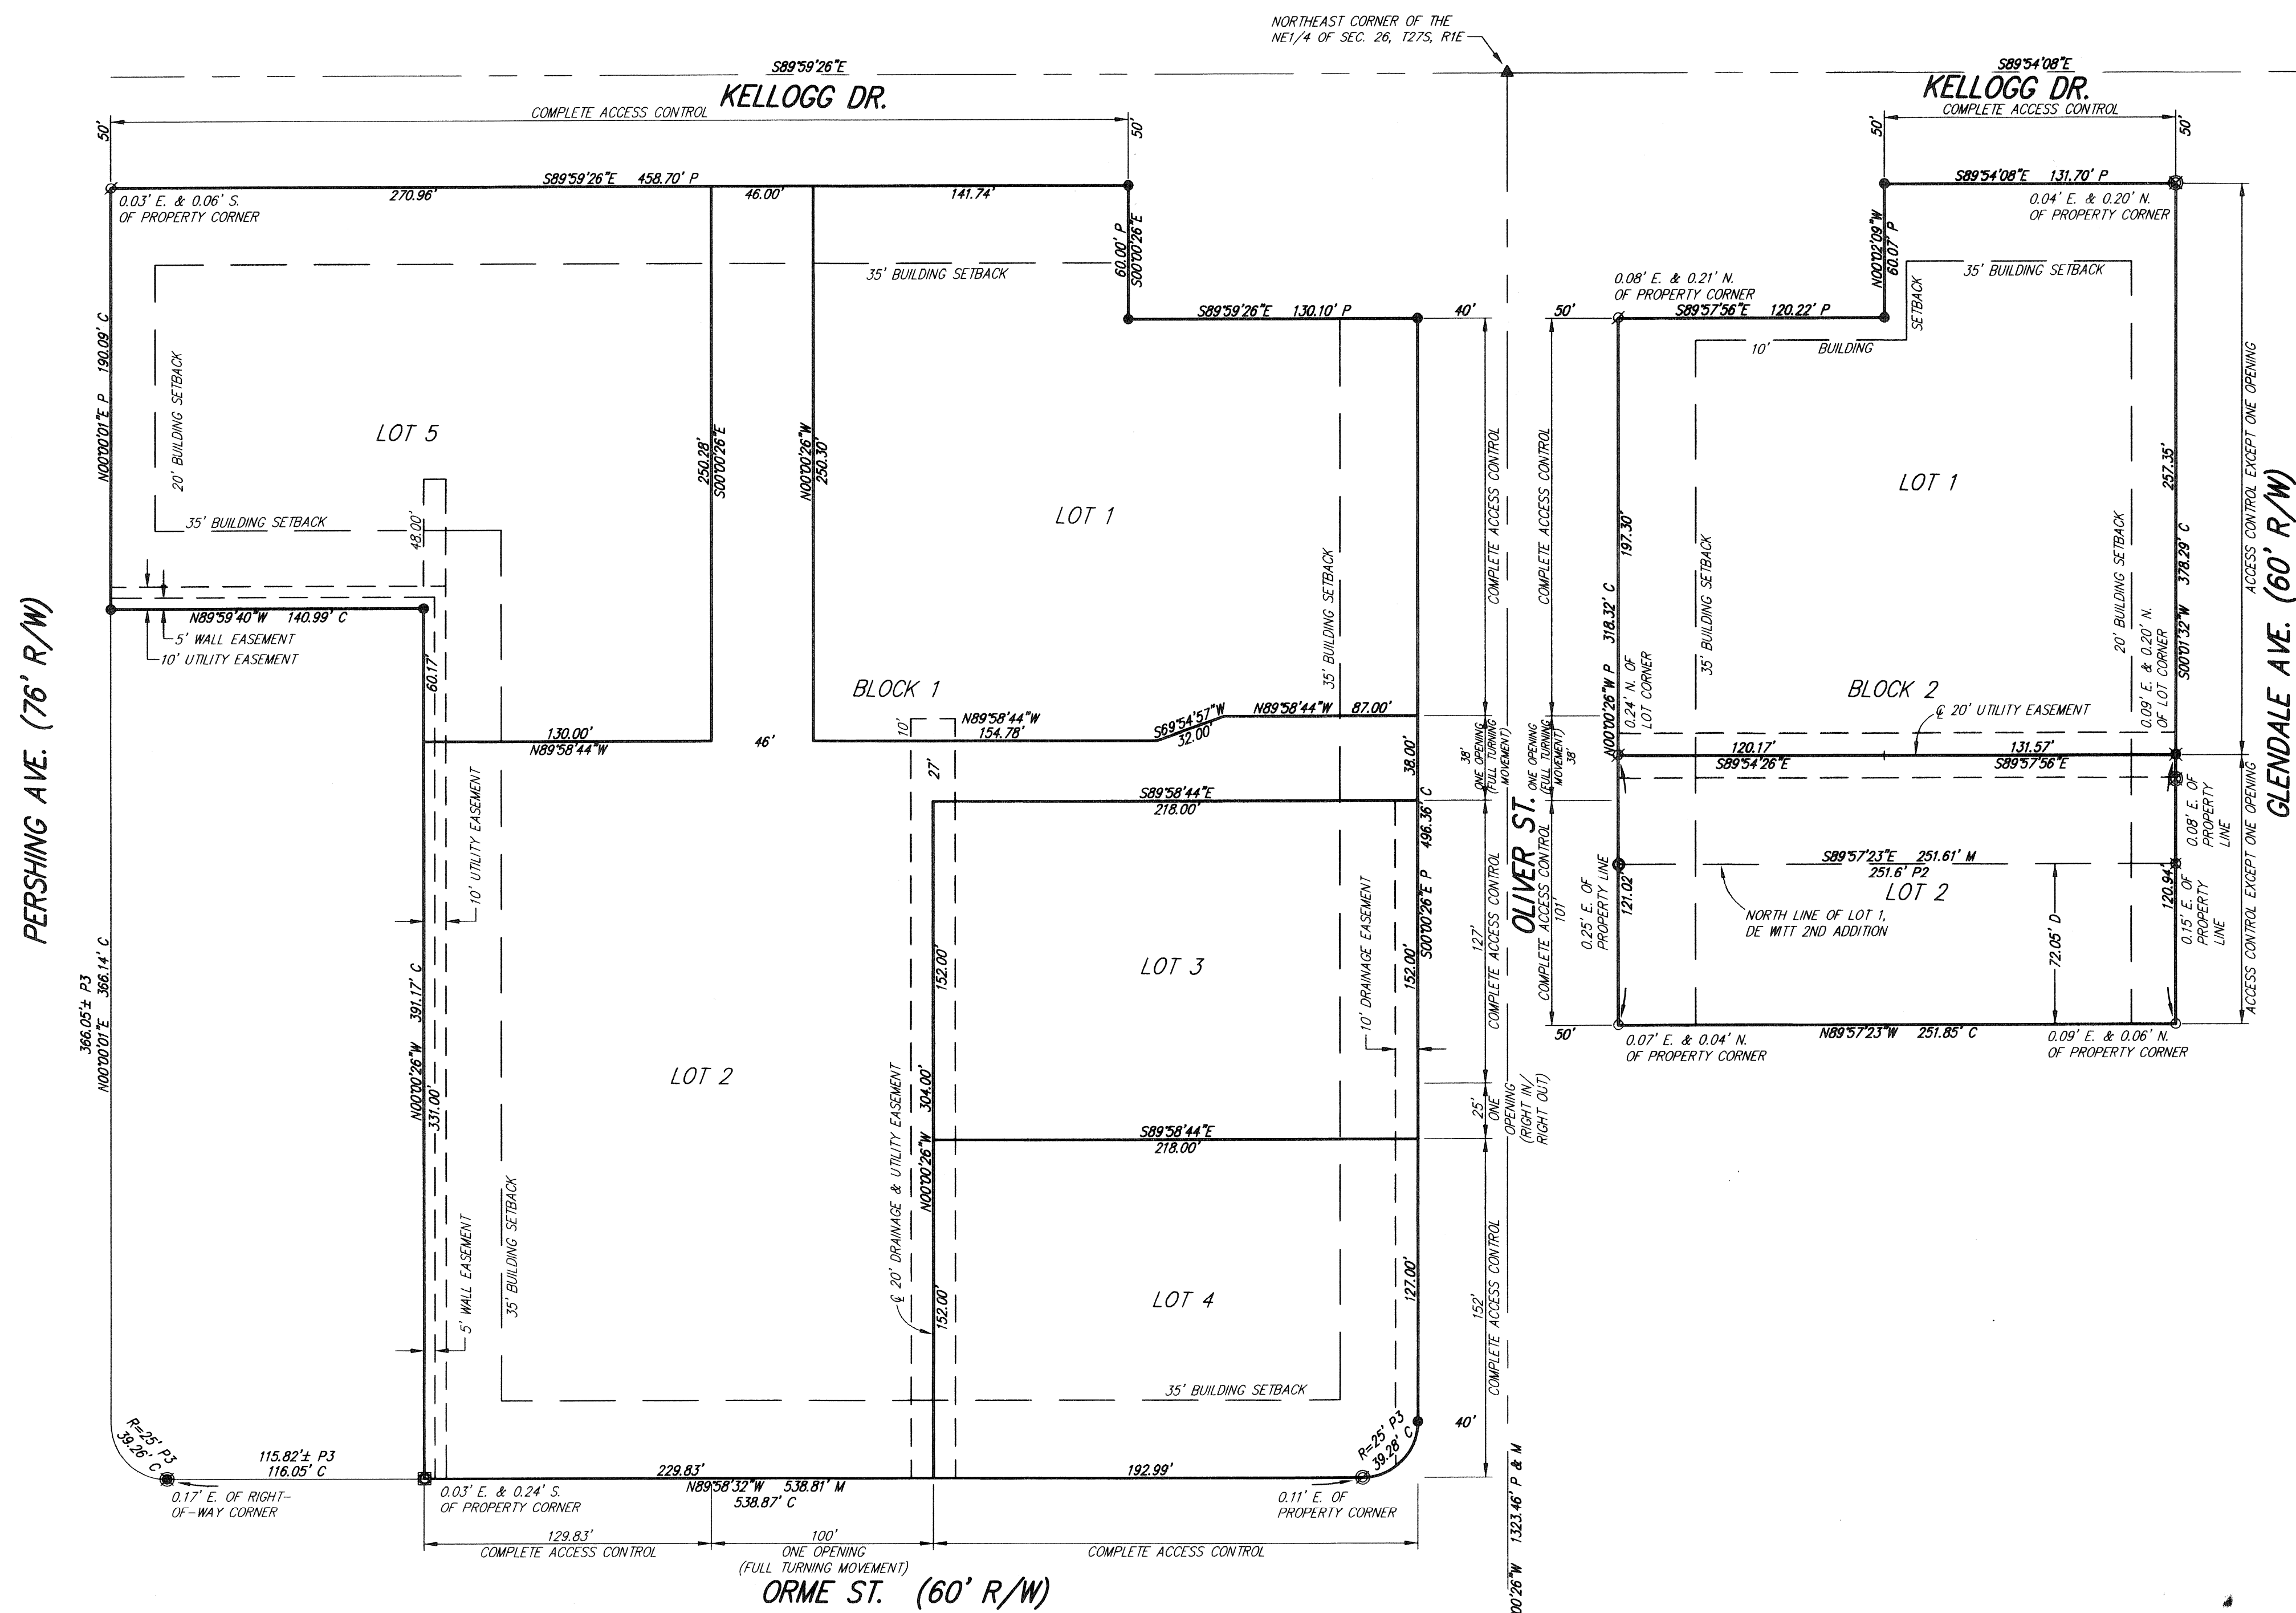 NORTHEAST CORNER OF THE
NE1/4 OF SEC. 26, T27S, R1E
S89°59'26"E
KELLOGG DR.
COMPLETE ACCESS CONTROL
50'
50'
S89°54'08"E
KELLOGG DR.
COMPLETE ACCESS CONTROL
50'
50'
S89°59'26"E 458.70' P
270.96'
46.00'
141.74'
0.03' E. & 0.06' S.
OF PROPERTY CORNER
60.00' P
S00°00'26"E
35' BUILDING SETBACK
S89°59'26"E 130.10' P
40'
50'
S89°54'08"E 131.70' P
0.04' E. & 0.20' N.
OF PROPERTY CORNER
N00°02'09"W
60.07' P
0.08' E. & 0.21' N.
OF PROPERTY CORNER
S89°57'56"E 120.22' P
35' BUILDING SETBACK
SETBACK
10' BUILDING
N00°00'01"E P 190.09' C
20' BUILDING SETBACK
LOT 5
35' BUILDING SETBACK
48.00'
250.28'
S00°00'26"E
N00°00'26"W
250.30'
LOT 1
35' BUILDING SETBACK
COMPLETE ACCESS CONTROL
COMPLETE ACCESS CONTROL
197.30'
N00°00'26"W P 318.32' C
35' BUILDING SETBACK
LOT 1
257.35'
S00°01'32"W 378.29' C
20' BUILDING SETBACK
ACCESS CONTROL EXCEPT ONE OPENING
GLENDALE AVE. (60' R/W)
PERSHING AVE. (76' R/W)
N89°59'40"W 140.99' C
5' WALL EASEMENT
10' UTILITY EASEMENT
60.17'
BLOCK 1
130.00'
N89°58'44"W
46'
10'
N89°58'44"W
154.78'
S69°54'57"W
32.00'
N89°58'44"W 87.00'
27'
38.00'
38'
ONE OPENING
(FULL TURNING
MOVEMENT)
ONE OPENING
(FULL TURNING
MOVEMENT)
38'
0.24' N. OF
LOT CORNER
BLOCK 2
℄ 20' UTILITY EASEMENT
0.09' E. & 0.20' N.
OF LOT CORNER
120.17'
S89°54'26"E
131.57'
S89°57'56"E
S89°58'44"E
218.00'
S00°00'26"E P 496.36' C
OLIVER ST.
10' UTILITY EASEMENT
10' DRAINAGE EASEMENT
127'
COMPLETE ACCESS CONTROL
COMPLETE ACCESS CONTROL
101'
0.25' E. OF
PROPERTY LINE
121.02'
S89°57'23"E 251.61' M
251.6' P2
LOT 2
NORTH LINE OF LOT 1,
DE WITT 2ND ADDITION
72.05' D
120.94'
0.08' E. OF
PROPERTY
LINE
0.15' E. OF
PROPERTY
LINE
ACCESS CONTROL EXCEPT ONE OPENING
50'
N89°57'23"W 251.85' C
0.07' E. & 0.04' N.
OF PROPERTY CORNER
0.09' E. & 0.06' N.
OF PROPERTY CORNER
366.05'± P3
N00°00'01"E 366.14' C
N00°00'26"W 391.17' C
331.00'
LOT 2
152.00'
LOT 3
152.00'
℄ 20' DRAINAGE & UTILITY EASEMENT
N00°00'26"W 304.00'
25'
ONE
OPENING
(RIGHT IN/
RIGHT OUT)
S89°58'44"E
218.00'
5' WALL EASEMENT
35' BUILDING SETBACK
152.00'
LOT 4
127.00'
152'
COMPLETE ACCESS CONTROL
35' BUILDING SETBACK
40'
R=25' P3
39.28' C
R=25' P3
39.26' C
115.82'± P3
116.05' C
0.17' E. OF RIGHT-
OF-WAY CORNER
0.03' E. & 0.24' S.
OF PROPERTY CORNER
229.83'
N89°58'32"W 538.81' M
538.87' C
192.99'
0.11' E. OF
PROPERTY CORNER
129.83'
COMPLETE ACCESS CONTROL
100'
ONE OPENING
(FULL TURNING MOVEMENT)
COMPLETE ACCESS CONTROL
00'26"W 1323.46' P & M
ORME ST. (60' R/W)